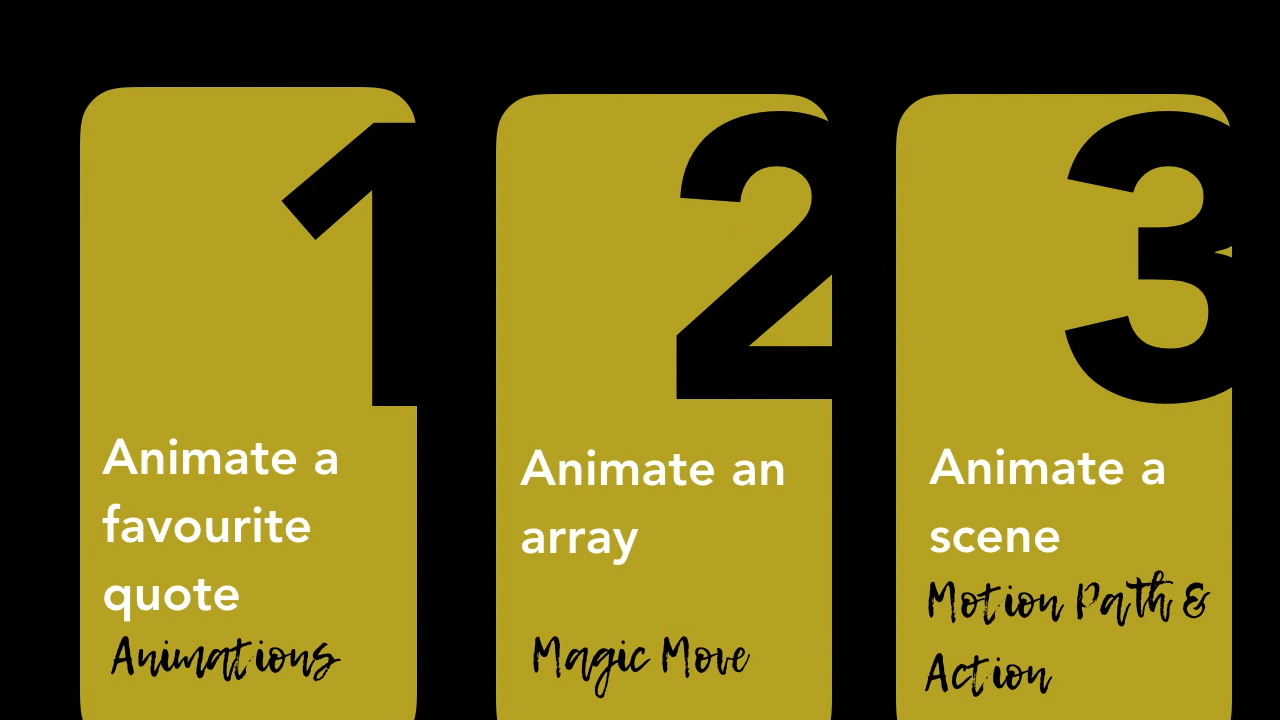 1
Animate a
favourite
quote
Animations
2
Animate an
array
Magic Move
3
Animate a
scene
Motion Path &
Action